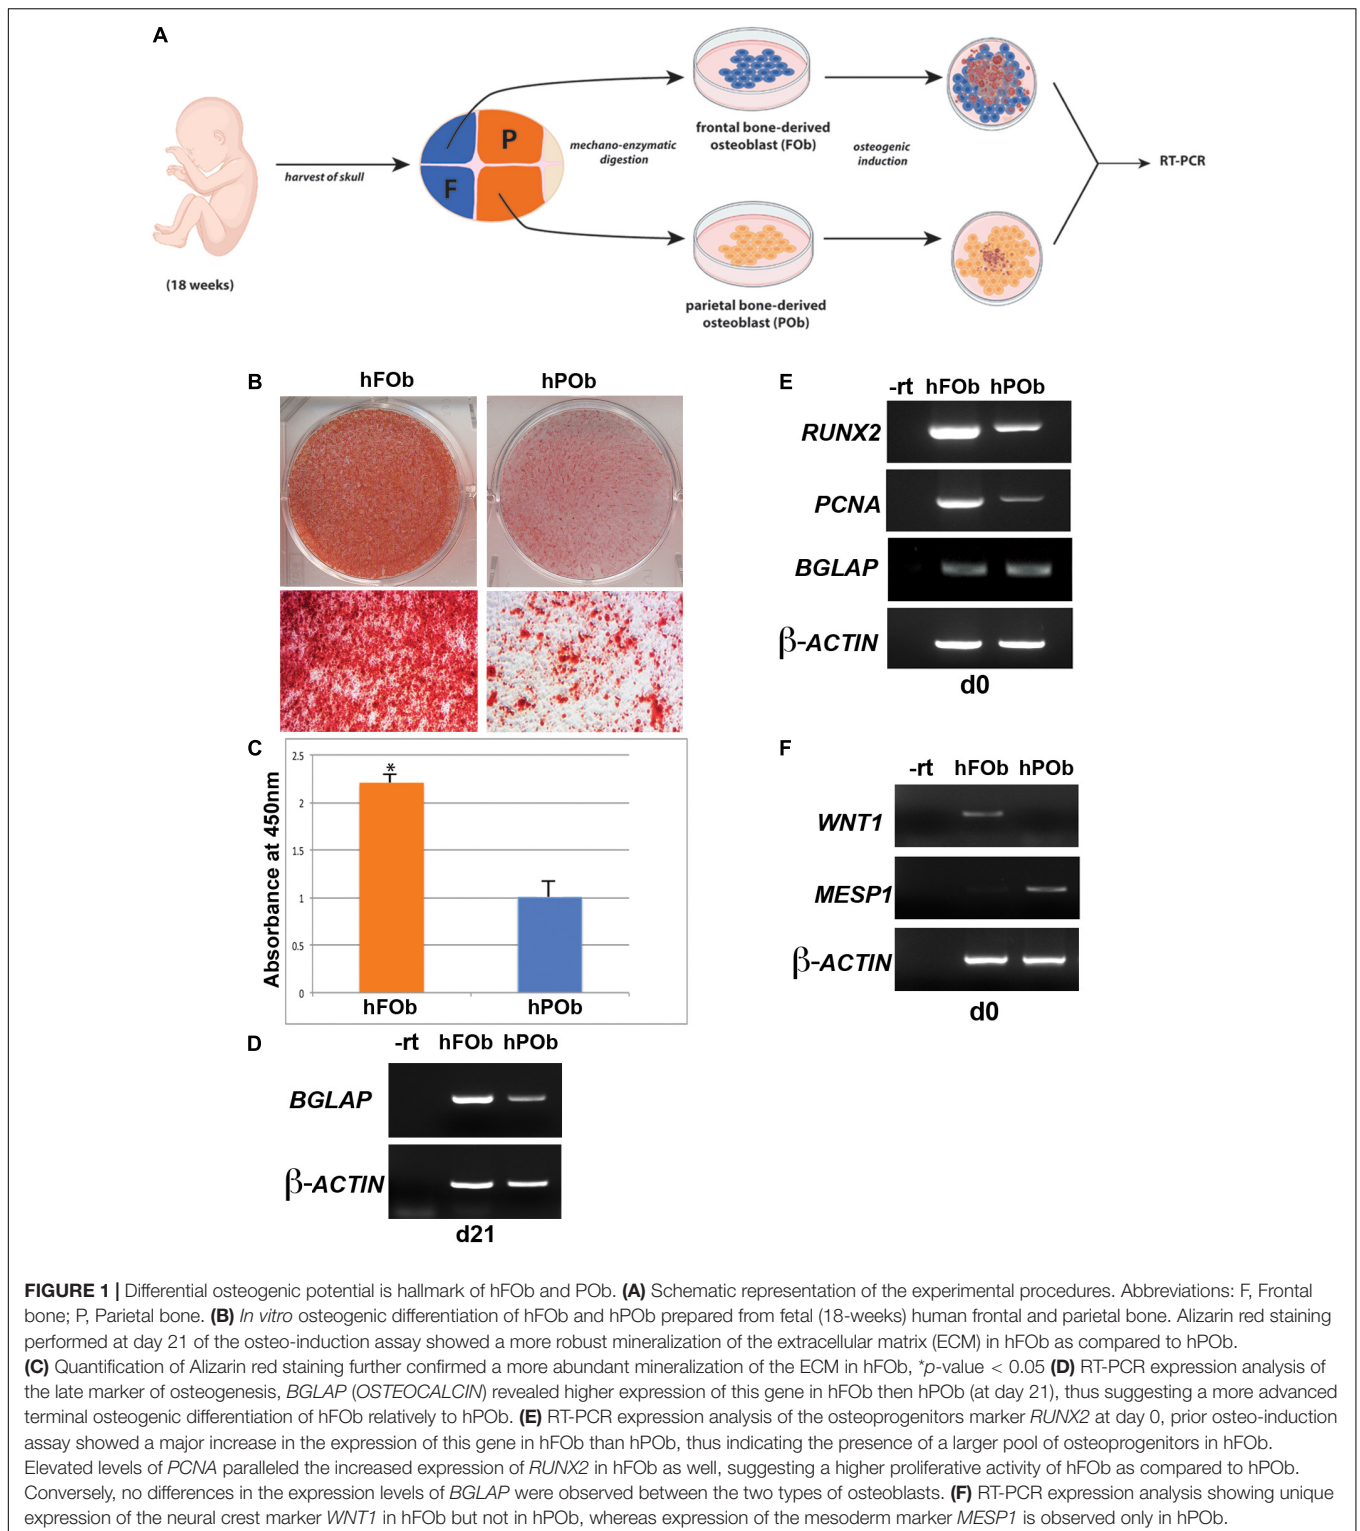 A
(18 weeks)
harvest of skull
P
F
mechano-enzymatic
digestion
frontal bone-derived
osteoblast (FOb)
osteogenic
induction
parietal bone-derived
osteoblast (POb)
RT-PCR
B
hFOb
hPOb
C
Absorbance at 450nm
2.5
2
1.5
1
0.5
0
*
hFOb
hPOb
D
-rt hFOb hPOb
BGLAP
β-ACTIN
d21
E
-rt hFOb hPOb
RUNX2
PCNA
BGLAP
β-ACTIN
d0
F
-rt hFOb hPOb
WNT1
MESP1
β-ACTIN
d0
FIGURE 1 | Differential osteogenic potential is hallmark of hFOb and POb. (A) Schematic representation of the experimental procedures. Abbreviations: F, Frontal
bone; P, Parietal bone. (B) In vitro osteogenic differentiation of hFOb and hPOb prepared from fetal (18-weeks) human frontal and parietal bone. Alizarin red staining
performed at day 21 of the osteo-induction assay showed a more robust mineralization of the extracellular matrix (ECM) in hFOb as compared to hPOb.
(C) Quantification of Alizarin red staining further confirmed a more abundant mineralization of the ECM in hFOb, *p-value < 0.05 (D) RT-PCR expression analysis of
the late marker of osteogenesis, BGLAP (OSTEOCALCIN) revealed higher expression of this gene in hFOb then hPOb (at day 21), thus suggesting a more advanced
terminal osteogenic differentiation of hFOb relatively to hPOb. (E) RT-PCR expression analysis of the osteoprogenitors marker RUNX2 at day 0, prior osteo-induction
assay showed a major increase in the expression of this gene in hFOb than hPOb, thus indicating the presence of a larger pool of osteoprogenitors in hFOb.
Elevated levels of PCNA paralleled the increased expression of RUNX2 in hFOb as well, suggesting a higher proliferative activity of hFOb as compared to hPOb.
Conversely, no differences in the expression levels of BGLAP were observed between the two types of osteoblasts. (F) RT-PCR expression analysis showing unique
expression of the neural crest marker WNT1 in hFOb but not in hPOb, whereas expression of the mesoderm marker MESP1 is observed only in hPOb.